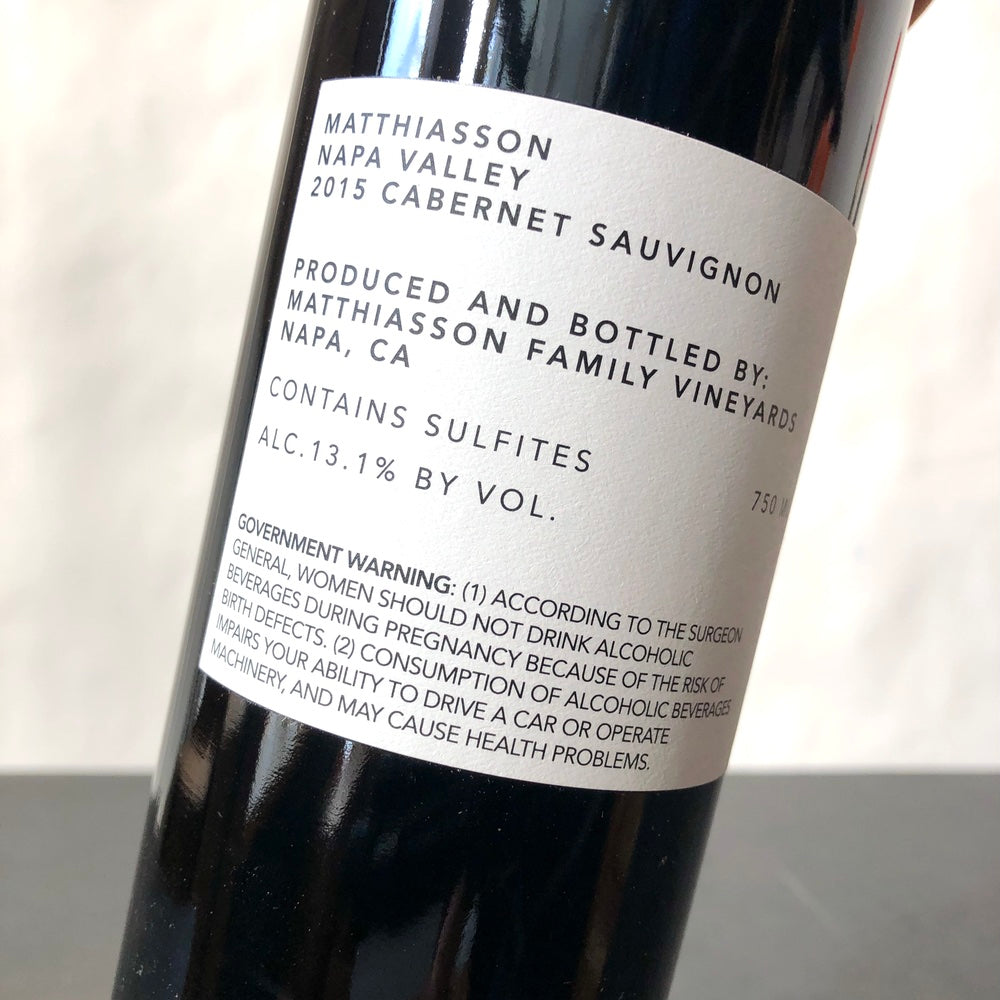 MATTHIASSON
NAPA VALLEY
2015 CABERNET SAUVIGNON
PRODUCED AND BOTTLED BY:
MATTHIASSON FAMILY VINEYARDS
NAPA, CA
CONTAINS SULFITES
ALC.13.1% BY VOL.
750
GOVERNMENT WARNING: (1) ACCORDING TO THE SURGEON
GENERAL, WOMEN SHOULD NOT DRINK ALCOHOLIC
BEVERAGES DURING PREGNANCY BECAUSE OF THE RISK OF
BIRTH DEFECTS. (2) CONSUMPTION OF ALCOHOLIC BEVERAGES
IMPAIRS YOUR ABILITY TO DRIVE A CAR OR OPERATE
MACHINERY, AND MAY CAUSE HEALTH PROBLEMS.